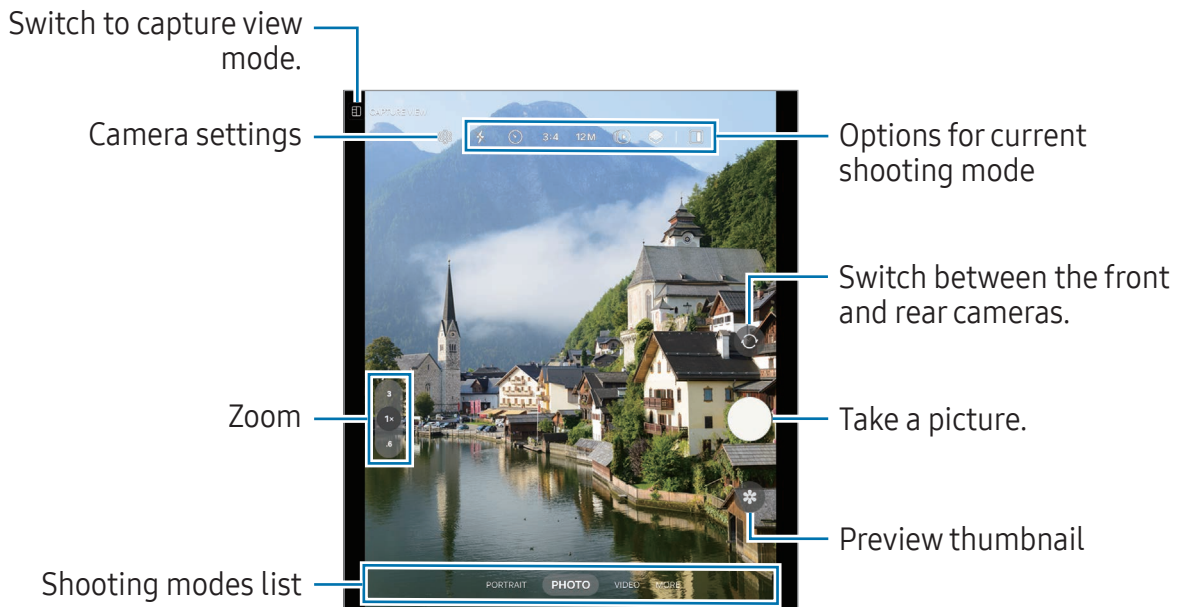 Switch to capture view
mode.
CAPTURE VIEW
Camera settings
3:4 12M
Options for current
shooting mode
Switch between the front
and rear cameras.
3
1×
.6
Zoom
Take a picture.
Preview thumbnail
Shooting modes list
PORTRAIT PHOTO VIDEO MORE